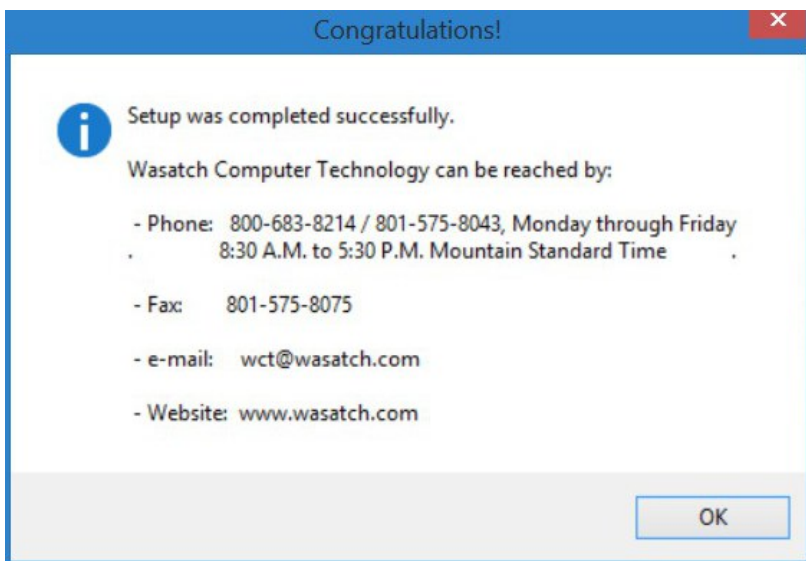 Congratulations!
Setup was completed successfully.
Wasatch Computer Technology can be reached by:
- Phone: 800-683-8214 / 801-575-8043, Monday through Friday
. 8:30 A.M. to 5:30 P.M. Mountain Standard Time .
- Fax: 801-575-8075
- e-mail: wct@wasatch.com
- Website: www.wasatch.com
OK